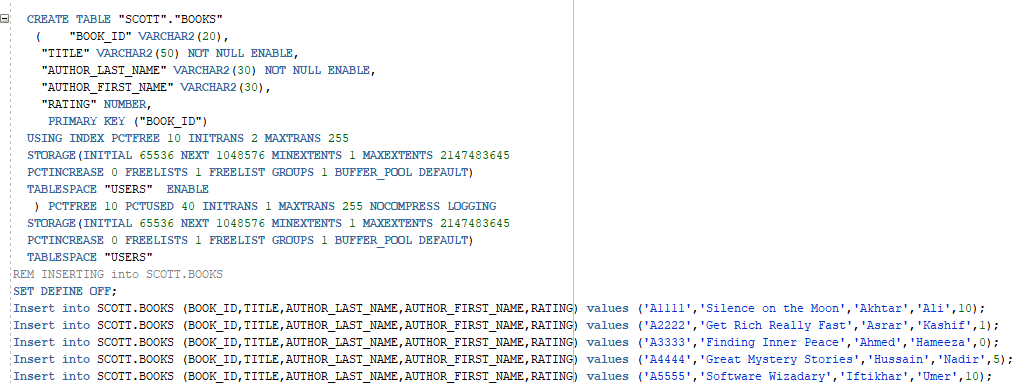 CREATE TABLE "SCOTT"."BOOKS"
( "BOOK_ID" VARCHAR2(20),
"TITLE" VARCHAR2(50) NOT NULL ENABLE,
"AUTHOR_LAST_NAME" VARCHAR2(30) NOT NULL ENABLE,
"AUTHOR_FIRST_NAME" VARCHAR2(30),
"RATING" NUMBER,
PRIMARY KEY ("BOOK_ID")
USING INDEX PCTFREE 10 INITRANS 2 MAXTRANS 255
STORAGE(INITIAL 65536 NEXT 1048576 MINEXTENTS 1 MAXEXTENTS 2147483645
PCTINCREASE 0 FREELISTS 1 FREELIST GROUPS 1 BUFFER_POOL DEFAULT)
TABLESPACE "USERS" ENABLE
) PCTFREE 10 PCTUSED 40 INITRANS 1 MAXTRANS 255 NOCOMPRESS LOGGING
STORAGE(INITIAL 65536 NEXT 1048576 MINEXTENTS 1 MAXEXTENTS 2147483645
PCTINCREASE 0 FREELISTS 1 FREELIST GROUPS 1 BUFFER_POOL DEFAULT)
TABLESPACE "USERS"
REM INSERTING into SCOTT.BOOKS
SET DEFINE OFF;
Insert into SCOTT.BOOKS (BOOK_ID,TITLE,AUTHOR_LAST_NAME,AUTHOR_FIRST_NAME,RATING) values ('A1111','Silence on the Moon','Akhtar','Ali',10);
Insert into SCOTT.BOOKS (BOOK_ID,TITLE,AUTHOR_LAST_NAME,AUTHOR_FIRST_NAME,RATING) values ('A2222','Get Rich Really Fast','Asrar','Kashif',1);
Insert into SCOTT.BOOKS (BOOK_ID,TITLE,AUTHOR_LAST_NAME,AUTHOR_FIRST_NAME,RATING) values ('A3333','Finding Inner Peace','Ahmed','Hameeza',0);
Insert into SCOTT.BOOKS (BOOK_ID,TITLE,AUTHOR_LAST_NAME,AUTHOR_FIRST_NAME,RATING) values ('A4444','Great Mystery Stories','Hussain','Nadir',5);
Insert into SCOTT.BOOKS (BOOK_ID,TITLE,AUTHOR_LAST_NAME,AUTHOR_FIRST_NAME,RATING) values ('A5555','Software Wizadary','Iftikhar','Umer',10);